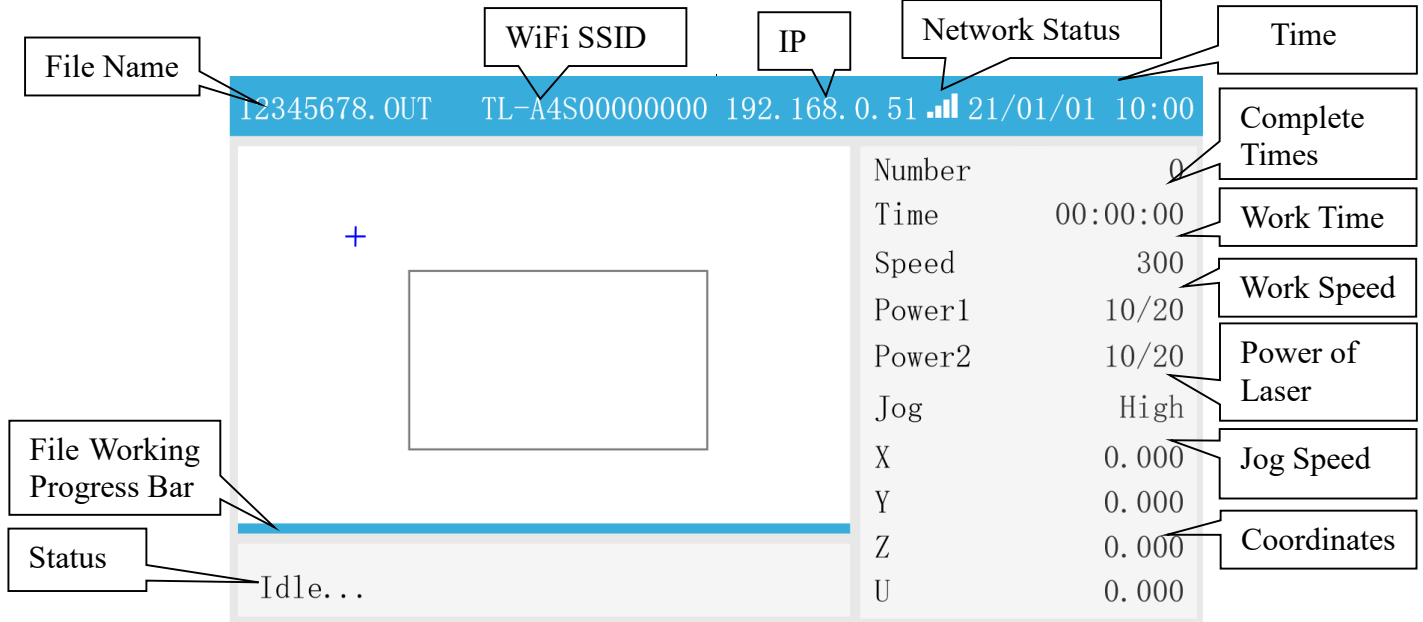 WiFi SSID
IP
Network Status
Time
File Name
12345678.OUT TL-A4S00000000 192.168.0.51 21/01/01 10:00
Complete
Times
Number 0
Time 00:00:00
Work Time
Speed 300
Work Speed
Power1 10/20
Power2 10/20
Power of
Laser
Jog High
Jog Speed
File Working
Progress Bar
X 0.000
Y 0.000
Z 0.000
Coordinates
U 0.000
Status
Idle...